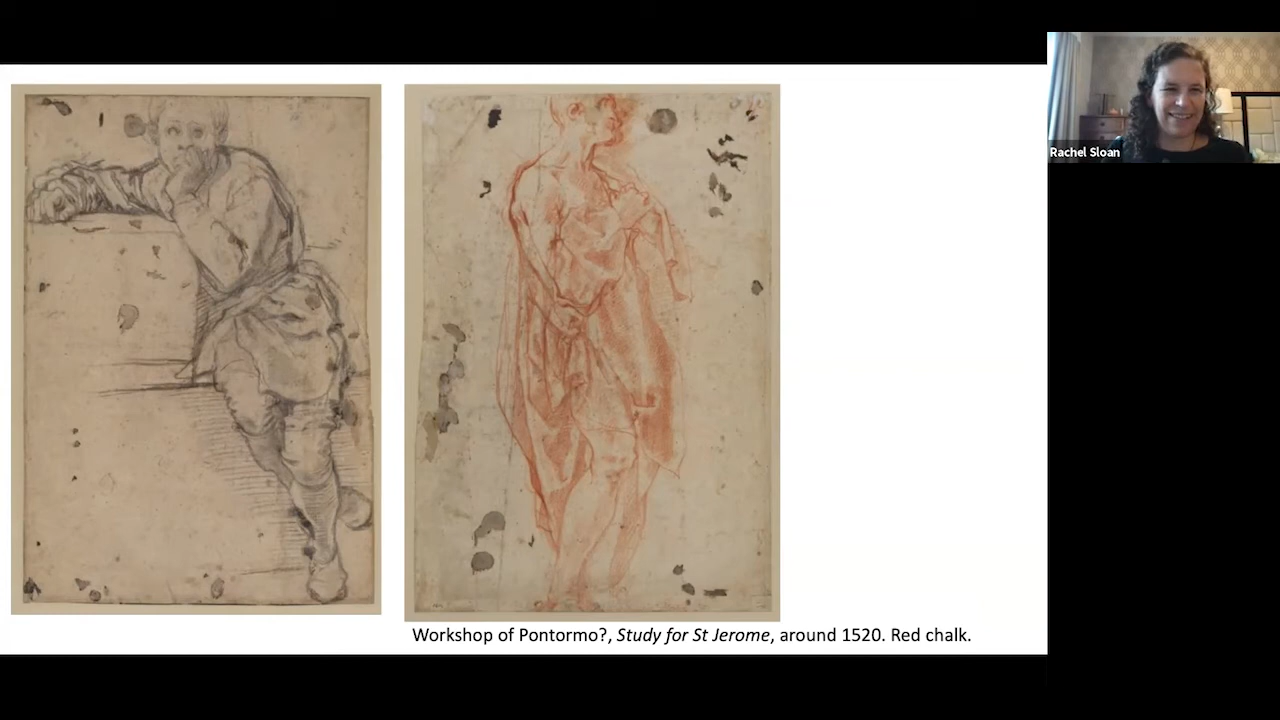 Rachel Sloan
Workshop of Pontormo?, Study for St Jerome, around 1520. Red chalk.